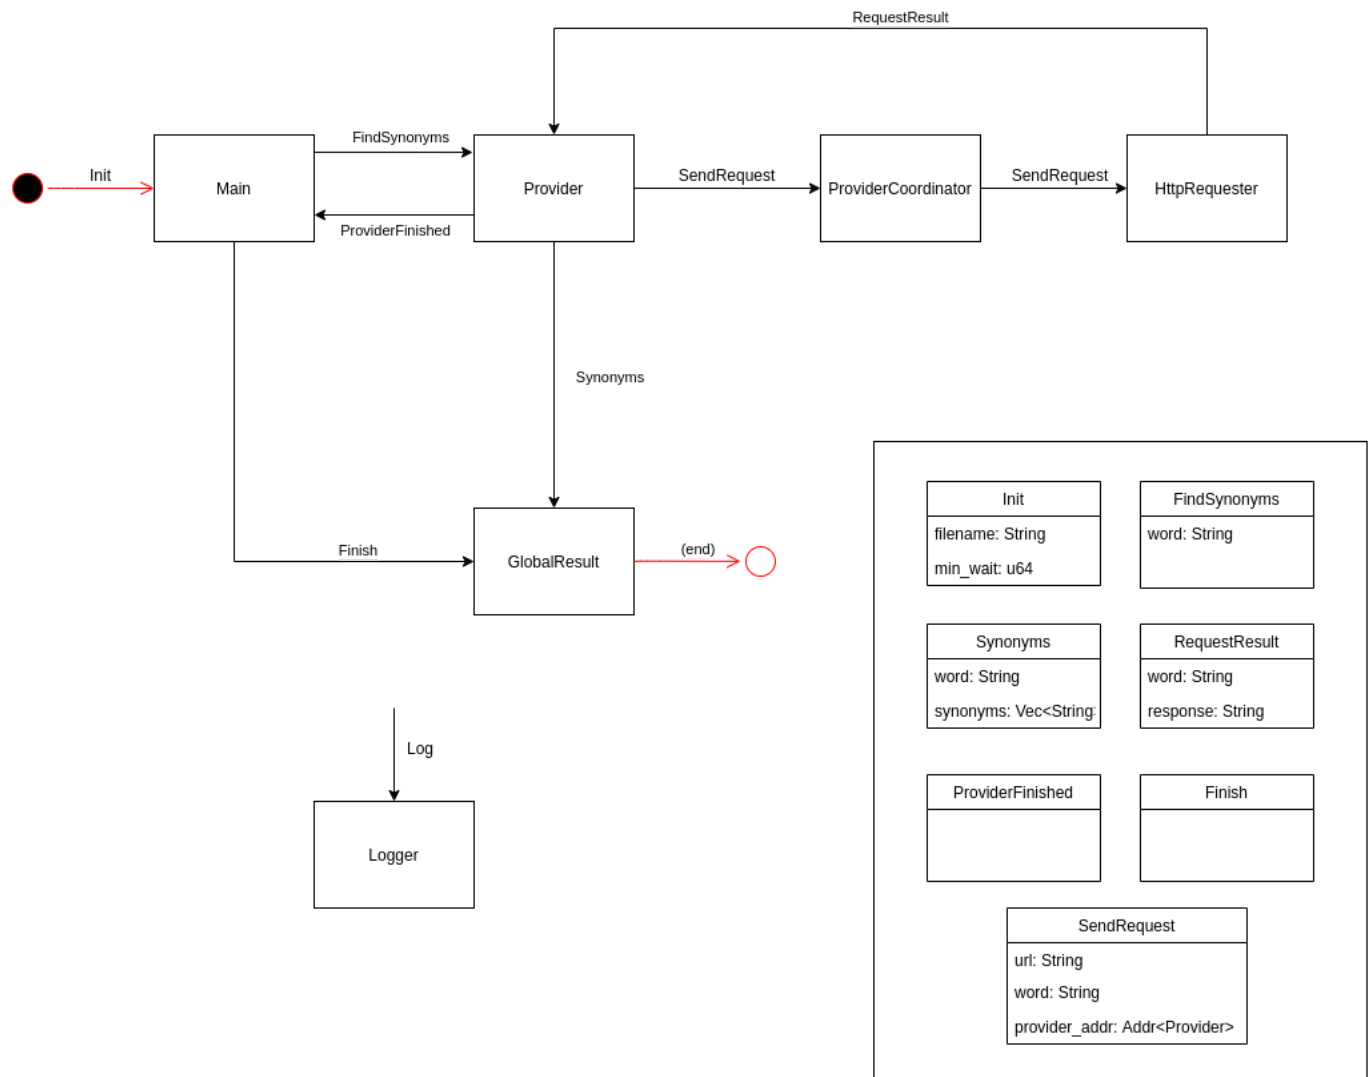 RequestResult
FindSynonyms
Init
Main
Provider
SendRequest
ProviderCoordinator
SendRequest
HttpRequester
ProviderFinished
Synonyms
Finish
GlobalResult
(end)
Log
Logger
Init
filename: String
min_wait: u64
FindSynonyms
word: String
Synonyms
word: String
synonyms: Vec<String
RequestResult
word: String
response: String
ProviderFinished
Finish
SendRequest
url: String
word: String
provider_addr: Addr<Provider>